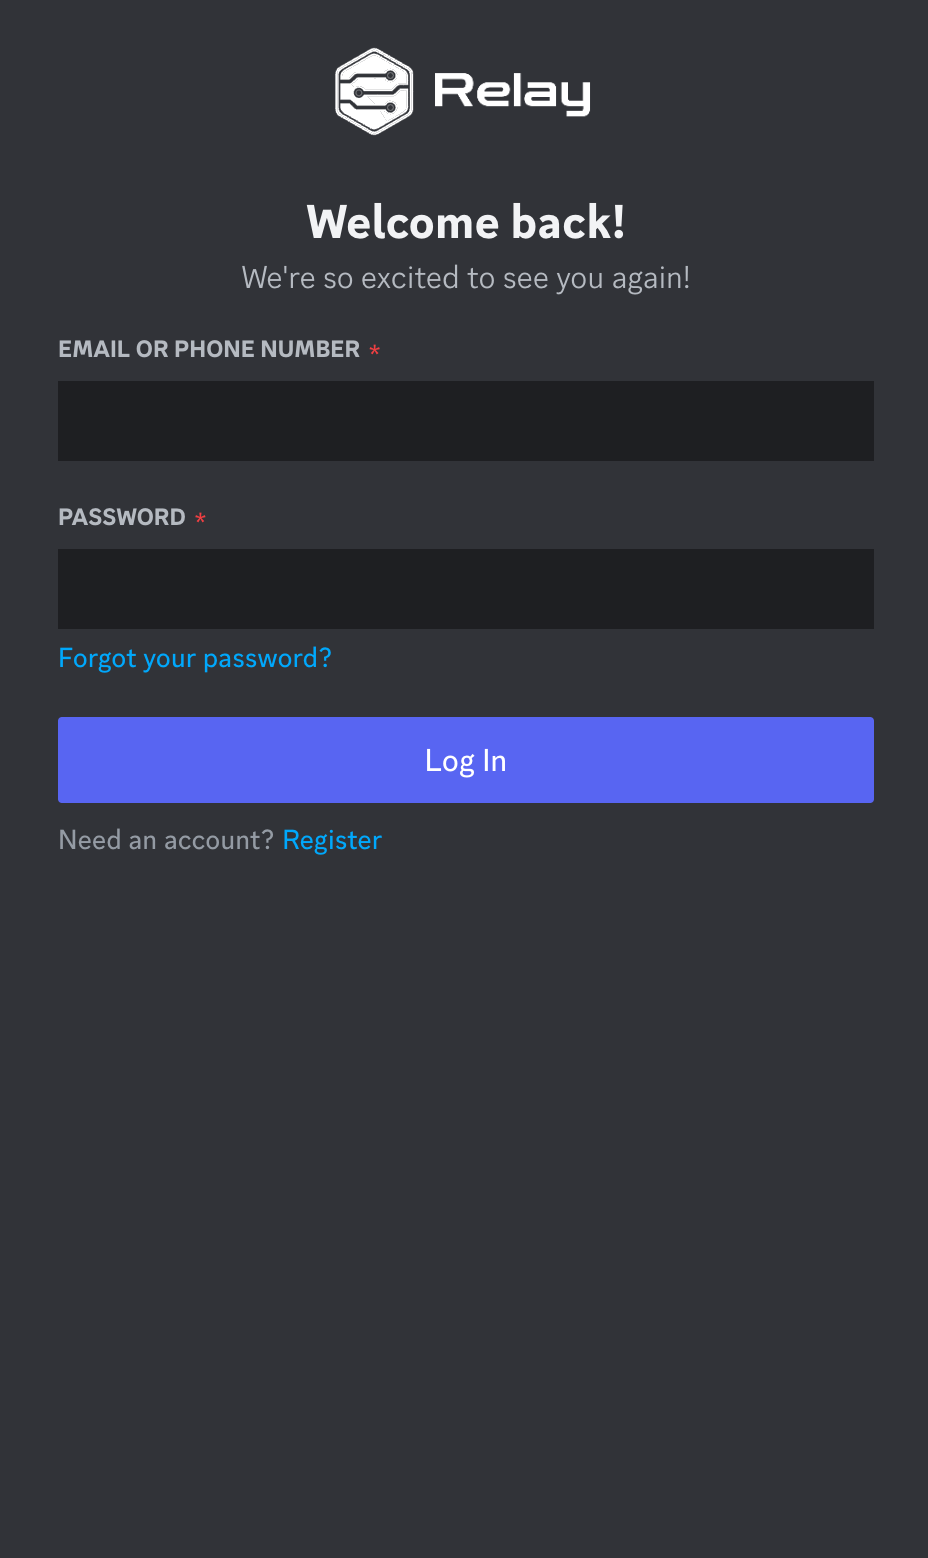 Relay
Welcome back!
We're so excited to see you again!
EMAIL OR PHONE NUMBER *
PASSWORD *
Forgot your password?
Log In
Need an account? Register